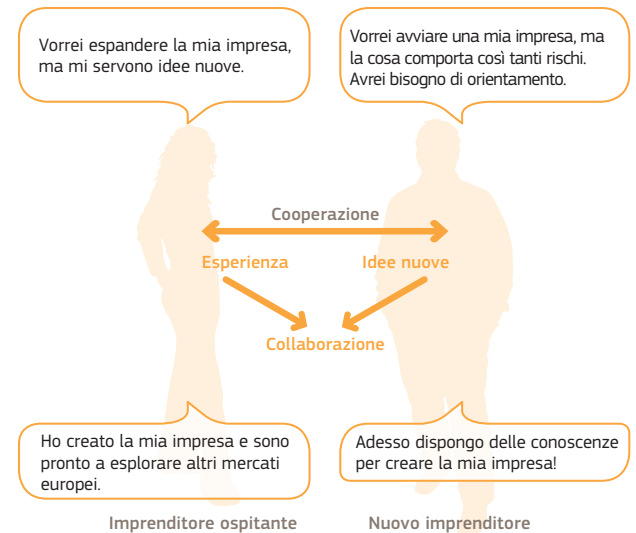 Vorrei espandere la mia impresa,
ma mi servono idee nuove.
Vorrei avviare una mia impresa, ma
la cosa comporta così tanti rischi.
Avrei bisogno di orientamento.
Cooperazione
Esperienza
Idee nuove
Collaborazione
Ho creato la mia impresa e sono
pronto a esplorare altri mercati
europei.
Adesso dispongo delle conoscenze
per creare la mia impresa!
Imprenditore ospitante
Nuovo imprenditore